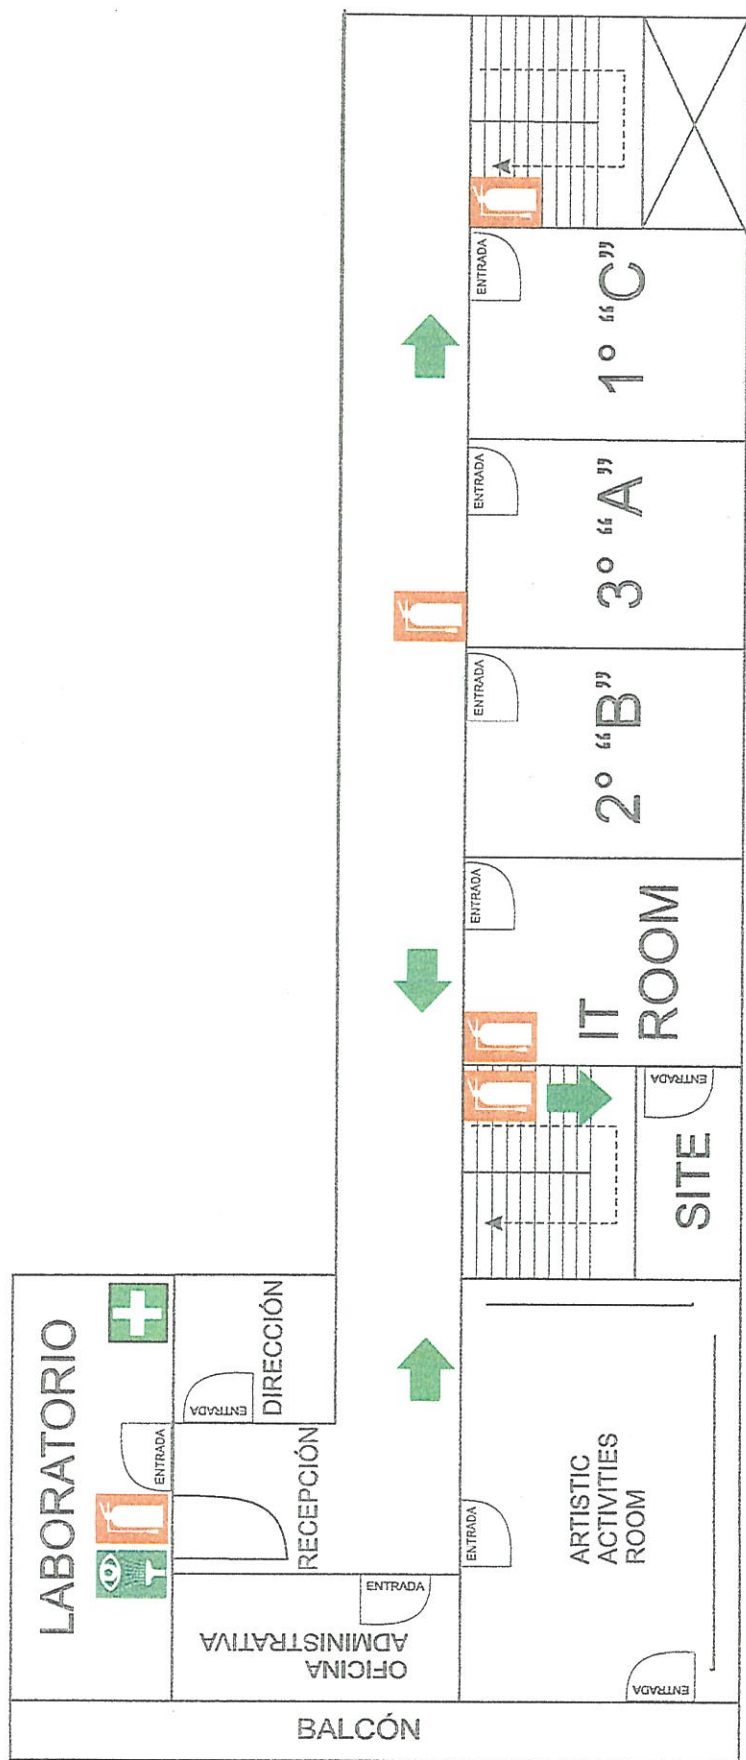 LABORATORIO
ENTRADA
DIRECCIÓN
ENTRADA
RECEPCIÓN
OFICINA
ADMINISTRATIVA
ENTRADA
BALCÓN
ARTISTIC
ACTIVITIES
ROOM
ENTRADA
ENTRADA
SITE
ENTRADA
IT
ROOM
ENTRADA
2° “B”
ENTRADA
3° “A”
ENTRADA
1° “C”
ENTRADA